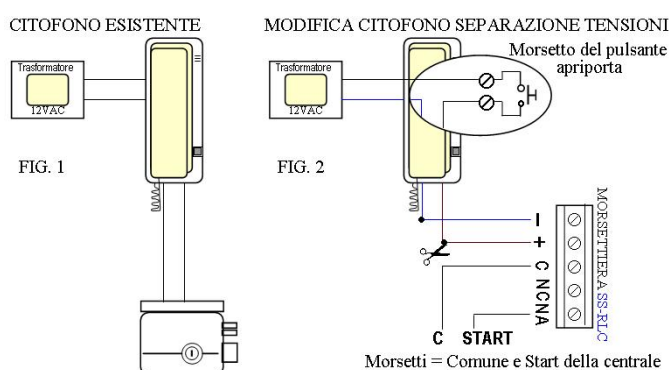 CITOFONO ESISTENTE
MODIFICA CITOFONO SEPARAZIONE TENSIONI
Trasformatore
12VAC
FIG. 1
Trasformatore
12VAC
FIG. 2
Morsetto del pulsante
apriporta
-
+
C
NC
NA
MORSETTIERA SS-RLC
C START
Morsetti = Comune e Start della centrale